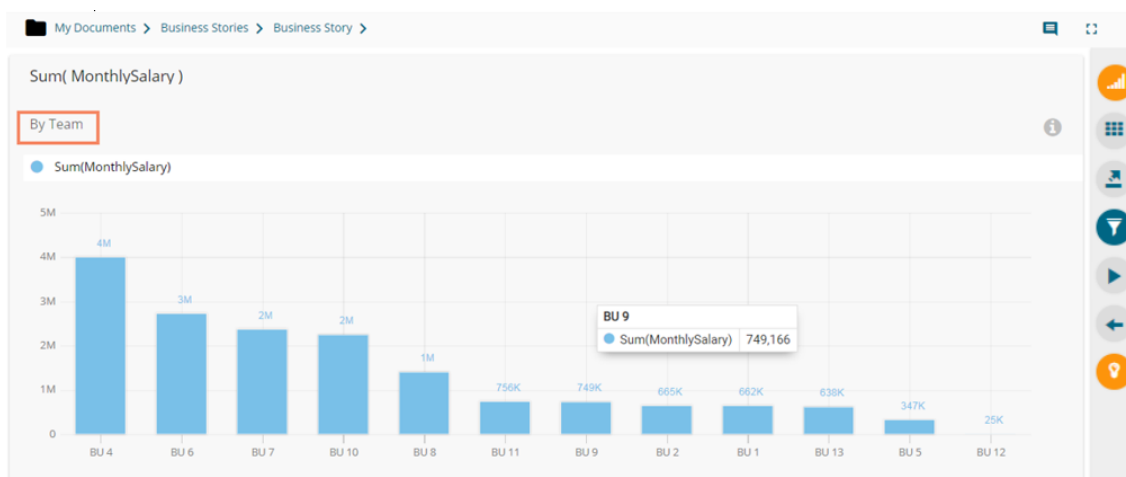 My Documents > Business Stories > Business Story >
Sum( MonthlySalary )
By Team
Sum(MonthlySalary)
5M
4M
4M
3M
3M
2M
2M
2M
1M
1M
756K
749K
665K
662K
638K
347K
25K
0
BU 9
Sum(MonthlySalary) 749,166
BU 4 BU 6 BU 7 BU 10 BU 8 BU 11 BU 9 BU 2 BU 1 BU 13 BU 5 BU 12